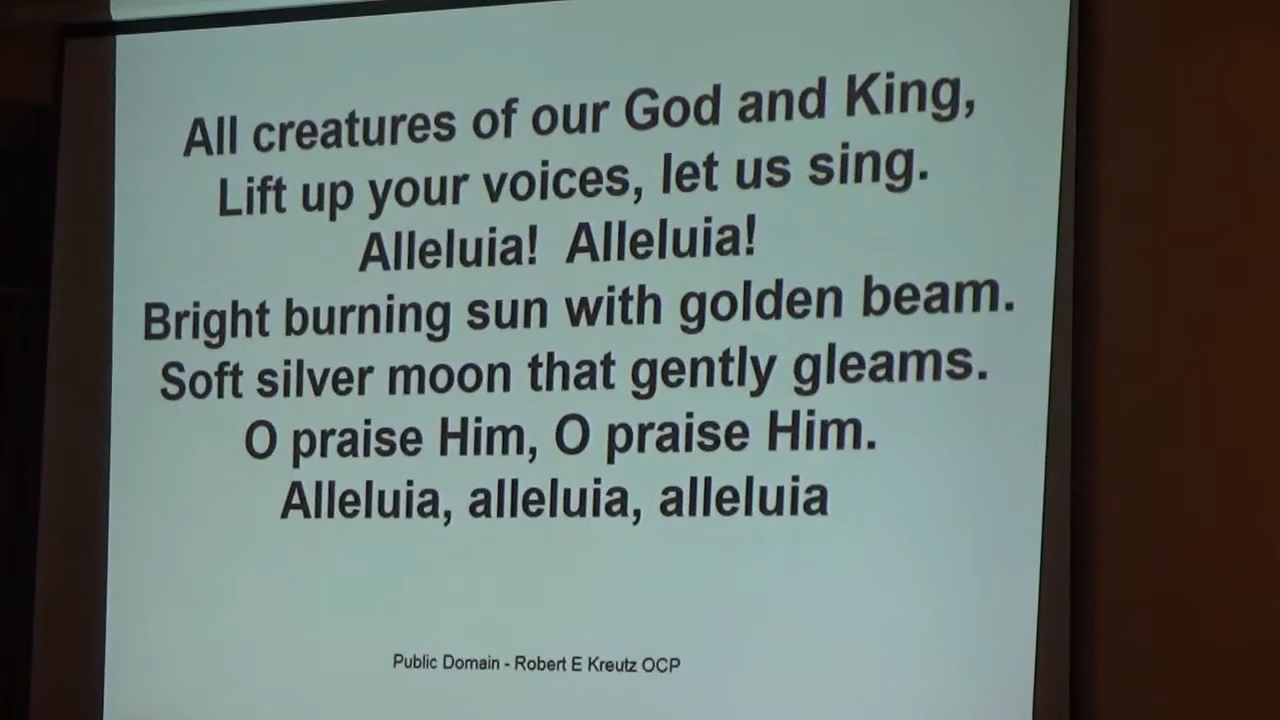 All creatures of our God and King,
Lift up your voices, let us sing.
Alleluia!  Alleluia!
Bright burning sun with golden beam.
Soft silver moon that gently gleams.
O praise Him, O praise Him.
Alleluia, alleluia, alleluia
Public Domain - Robert E Kreutz OCP